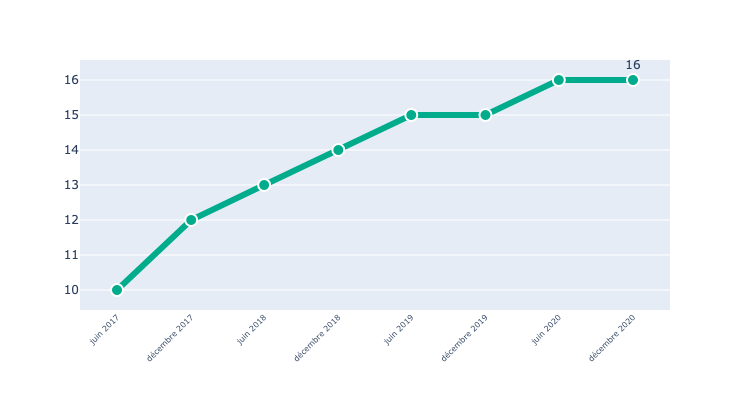 16
16
15
14
13
12
11
10
juin 2017
décembre 2017
juin 2018
décembre 2018
juin 2019
décembre 2019
juin 2020
décembre 2020